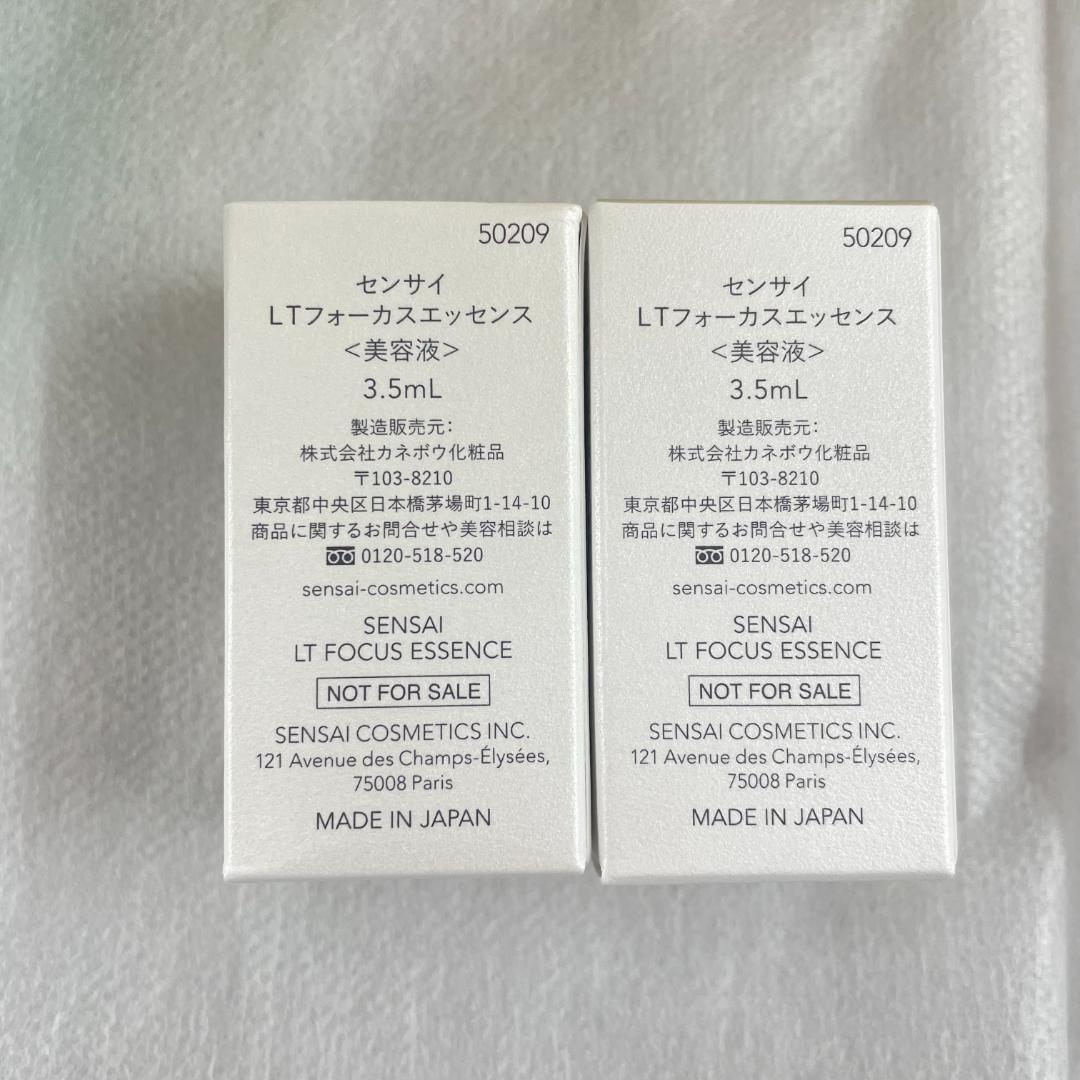 50209
センサイ
LTフォーカスエッセンス
<美容液>
3.5mL
製造販売元：
株式会社カネボウ化粧品
〒103-8210
東京都中央区日本橋茅場町1-14-10
商品に関するお問合せや美容相談は
0120-518-520
sensai-cosmetics.com
SENSAI
LT FOCUS ESSENCE
NOT FOR SALE
SENSAI COSMETICS INC.
121 Avenue des Champs-Élysées,
75008 Paris
MADE IN JAPAN
50209
センサイ
LTフォーカスエッセンス
<美容液>
3.5mL
製造販売元：
株式会社カネボウ化粧品
〒103-8210
東京都中央区日本橋茅場町1-14-10
商品に関するお問合せや美容相談は
0120-518-520
sensai-cosmetics.com
SENSAI
LT FOCUS ESSENCE
NOT FOR SALE
SENSAI COSMETICS INC.
121 Avenue des Champs-Élysées,
75008 Paris
MADE IN JAPAN